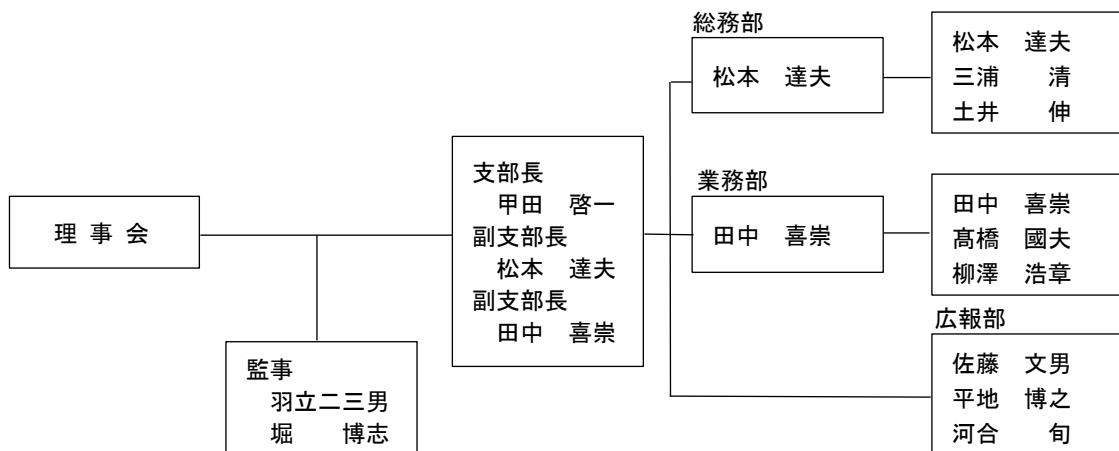 理 事 会
監事
羽立二三男
堀　　博志
支部長
甲田　啓一
副支部長
松本　達夫
副支部長
田中　喜崇
総務部
松本　達夫
松本　達夫
三浦　　清
土井　　伸
業務部
田中　喜崇
田中　喜崇
髙橋　國夫
柳澤　浩章
広報部
佐藤　文男
平地　博之
河合　　旬